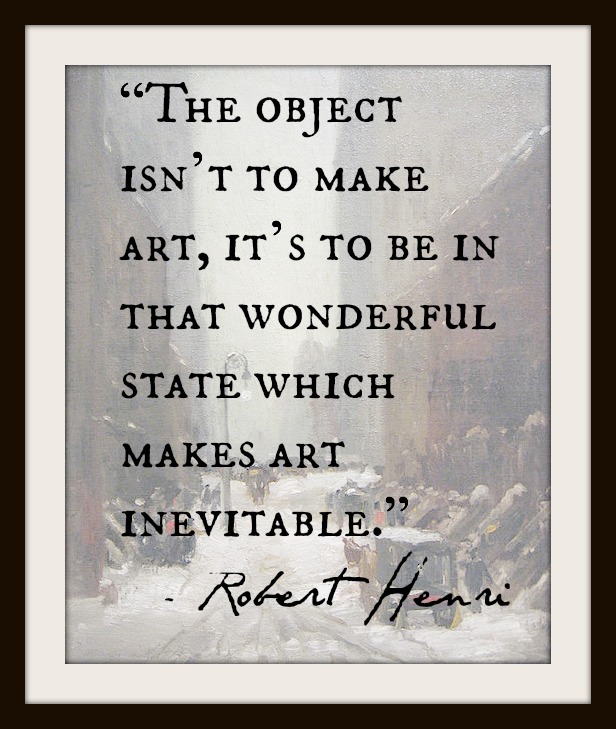 “The object
isn’t to make
art, it’s to be in
that wonderful
state which
makes art
inevitable.”
- Robert Henri